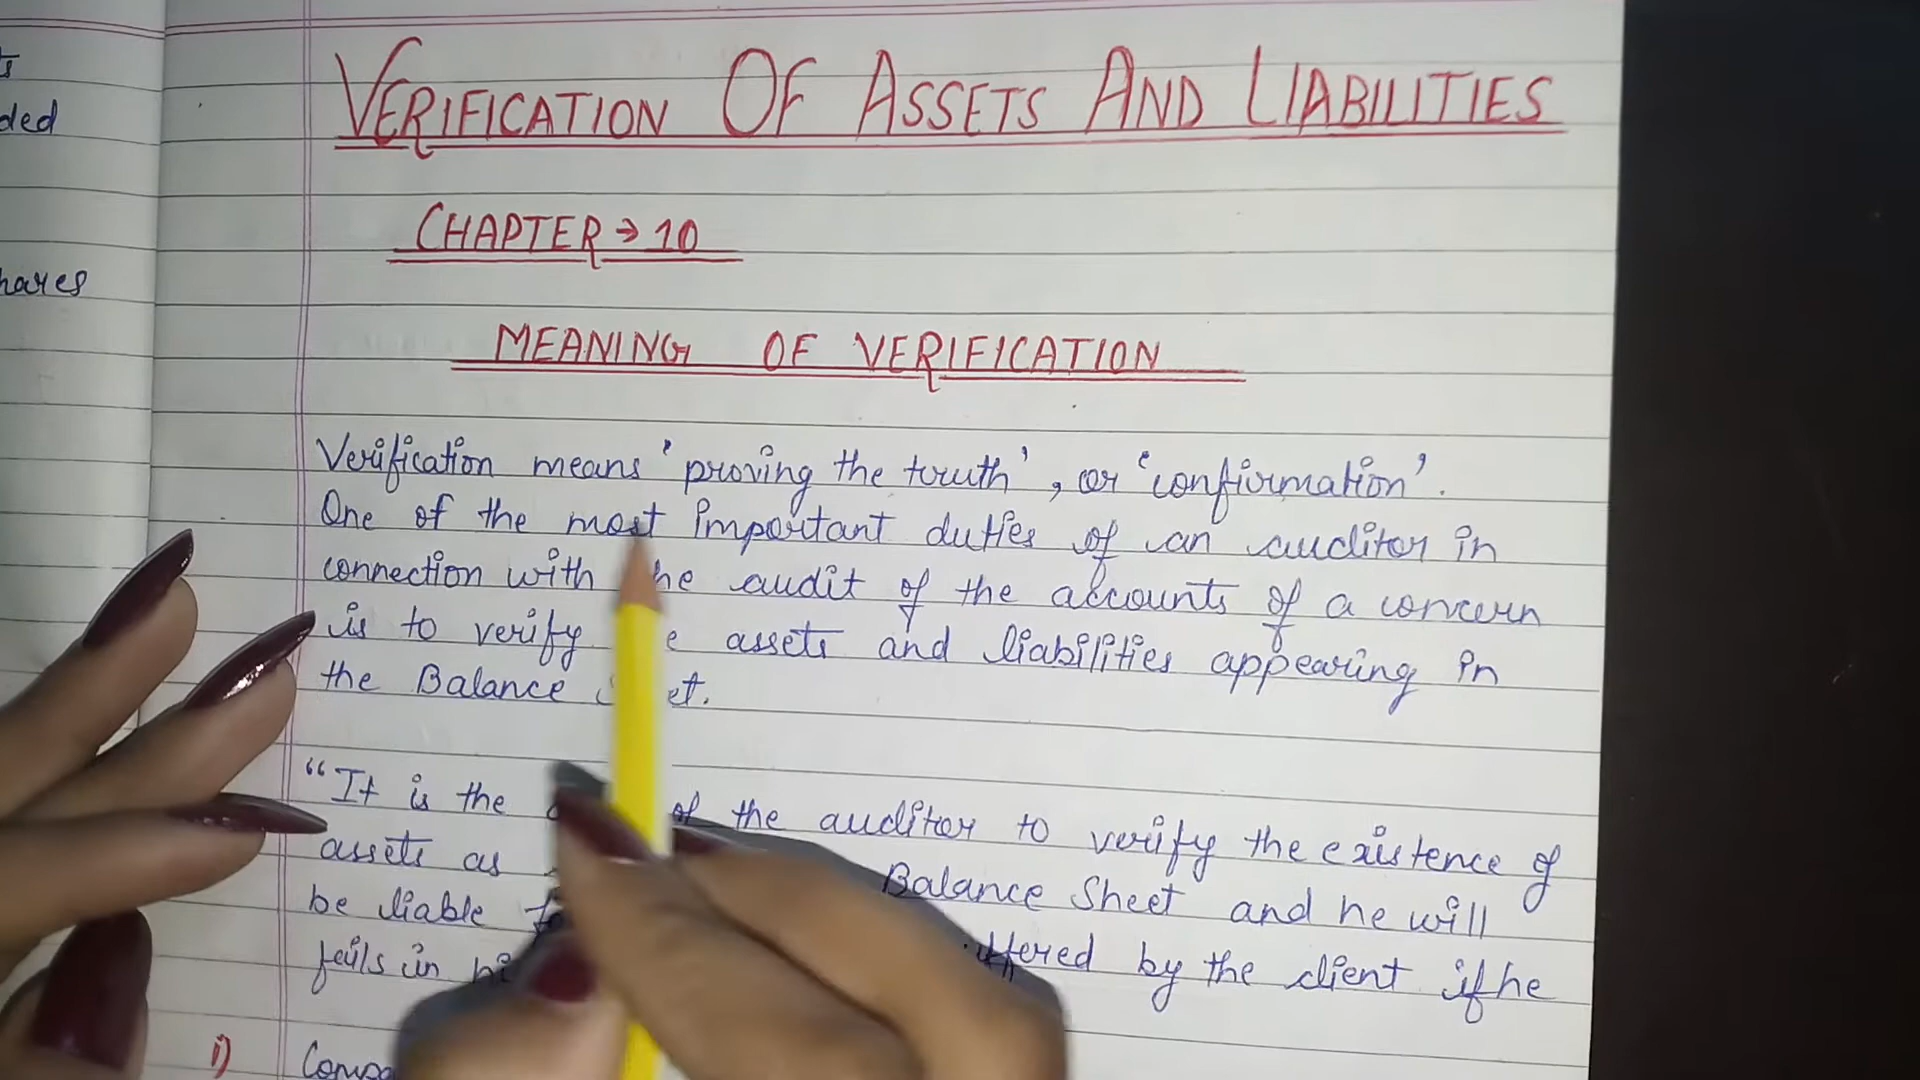 ded
hares
VERIFICATION OF ASSETS AND LIABILITIES
CHAPTER → 10
MEANING OF VERIFICATION
Verification means 'proving the truth', or 'confirmation'.
One of the most important duties of an auditor in
connection with he audit of the accounts of a concern
is to verify e assets and liabilities appearing in
the Balance et.
"It is the of the auditor to verify the existence of
assets as Balance Sheet and he will
be liable
fails in ffered by the client if he
i)